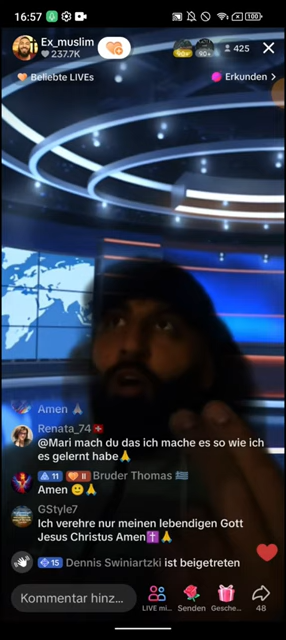 16:57
100
Ex_muslim
237.7K
425
Beliebte LIVEs
Erkunden >
Amen 🙏
Renata_74🇨🇭
@Mari mach du das ich mache es so wie ich
es gelernt habe🙏
11 II Bruder Thomas 🇬🇷
Amen 🙂🙏
GStyle7
Ich verehre nur meinen lebendigen Gott
Jesus Christus Amen✝️🙏
15 Dennis Swiniartzki ist beigetreten
Kommentar hinz...
LIVE mi...
Senden
Gesche...
48